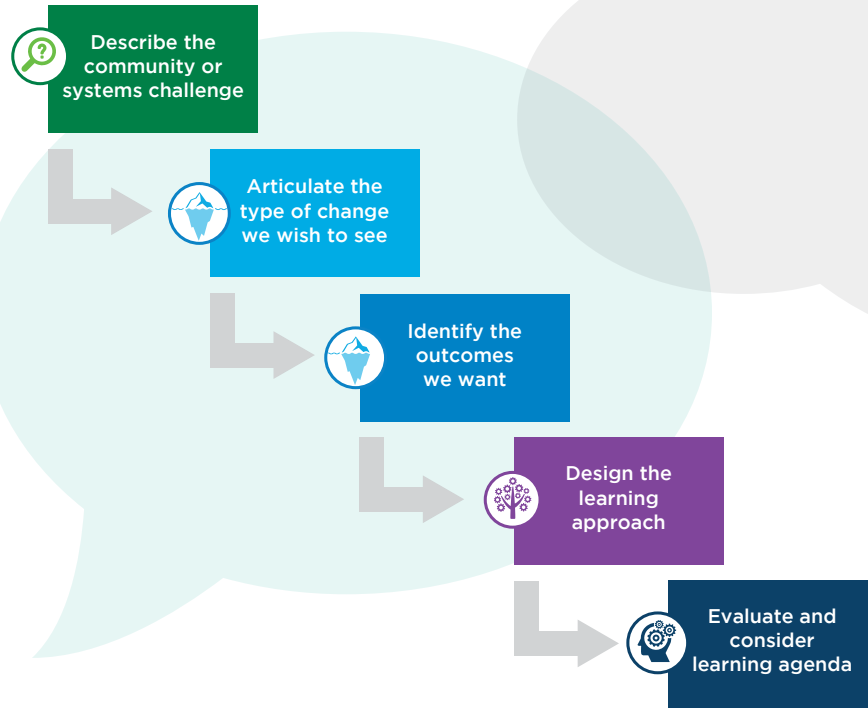 Describe the
community or
systems challenge
Articulate the
type of change
we wish to see
Identify the
outcomes
we want
Design the
learning
approach
Evaluate and
consider
learning agenda